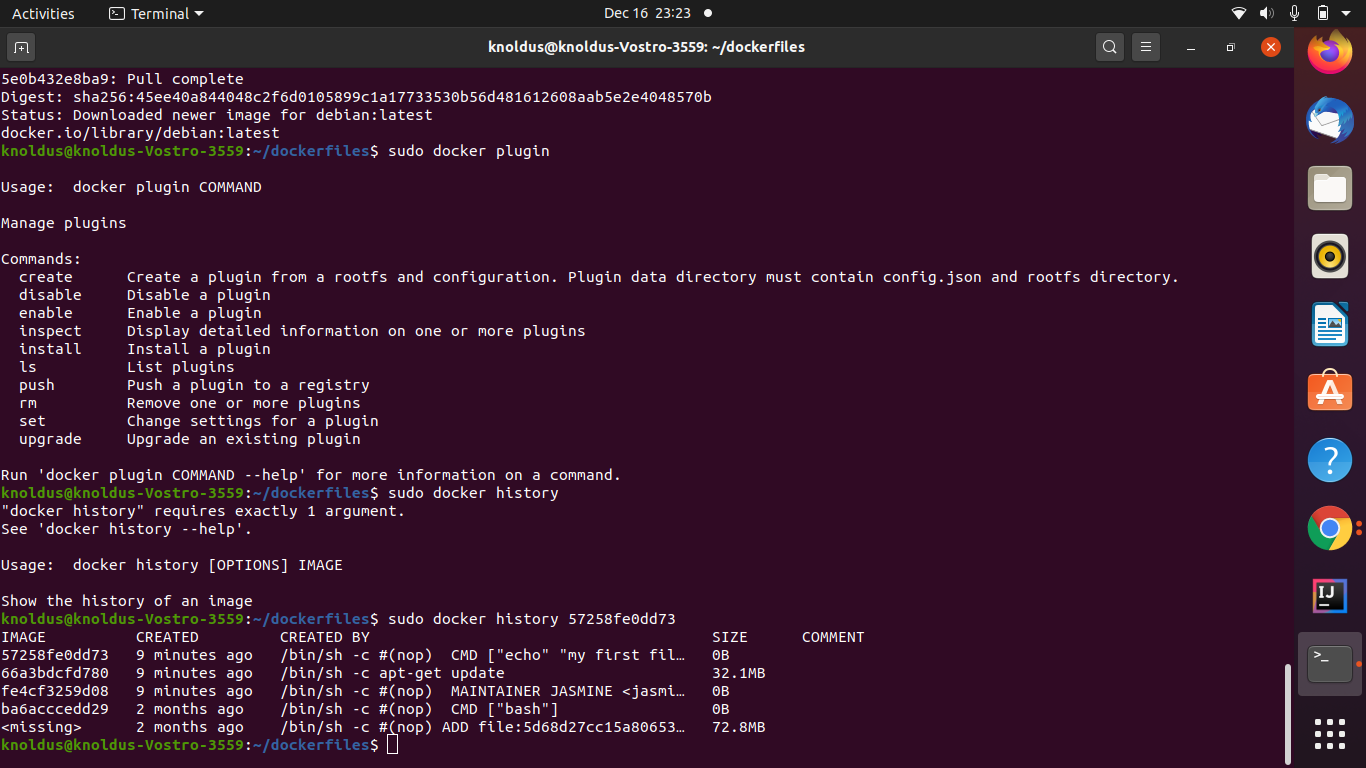 Activities Terminal Dec 16 23:23
knoldus@knoldus-Vostro-3559: ~/dockerfiles
5e0b432e8ba9: Pull complete
Digest: sha256:45ee40a844048c2f6d0105899c1a17733530b56d481612608aab5e2e4048570b
Status: Downloaded newer image for debian:latest
docker.io/library/debian:latest
knoldus@knoldus-Vostro-3559:~/dockerfiles$ sudo docker plugin
Usage:  docker plugin COMMAND
Manage plugins
Commands:
  create      Create a plugin from a rootfs and configuration. Plugin data directory must contain config.json and rootfs directory.
  disable     Disable a plugin
  enable      Enable a plugin
  inspect     Display detailed information on one or more plugins
  install     Install a plugin
  ls          List plugins
  push        Push a plugin to a registry
  rm          Remove one or more plugins
  set         Change settings for a plugin
  upgrade     Upgrade an existing plugin
Run 'docker plugin COMMAND --help' for more information on a command.
knoldus@knoldus-Vostro-3559:~/dockerfiles$ sudo docker history
"docker history" requires exactly 1 argument.
See 'docker history --help'.
Usage:  docker history [OPTIONS] IMAGE
Show the history of an image
knoldus@knoldus-Vostro-3559:~/dockerfiles$ sudo docker history 57258fe0dd73
IMAGE          CREATED         CREATED BY                                      SIZE      COMMENT
57258fe0dd73   9 minutes ago   /bin/sh -c #(nop)  CMD ["echo" "my first fil…   0B
66a3bdcfd780   9 minutes ago   /bin/sh -c apt-get update                       32.1MB
fe4cf3259d08   9 minutes ago   /bin/sh -c #(nop)  MAINTAINER JASMINE <jasmi…   0B
ba6acccedd29   2 months ago    /bin/sh -c #(nop)  CMD ["bash"]                 0B
<missing>      2 months ago    /bin/sh -c #(nop) ADD file:5d68d27cc15a80653…   72.8MB
knoldus@knoldus-Vostro-3559:~/dockerfiles$
IJ
>_